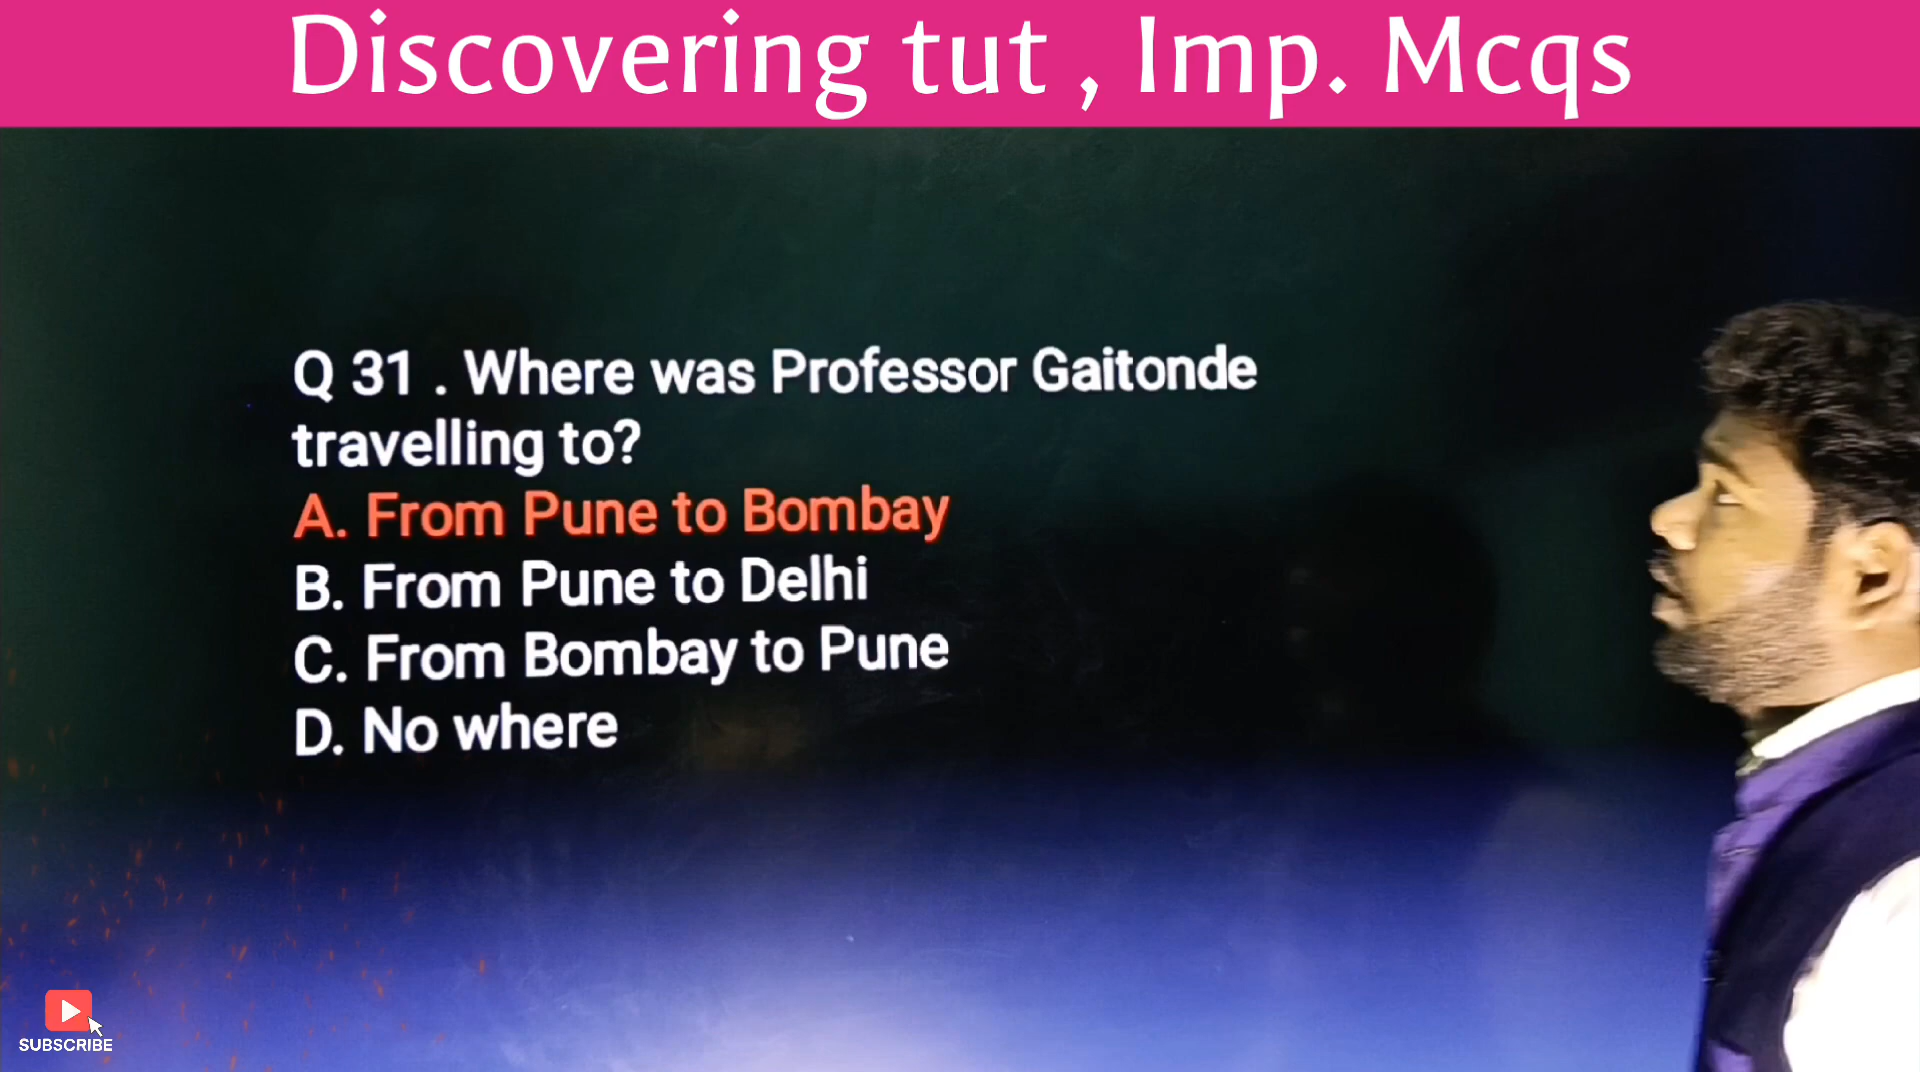 Discovering tut , Imp. Mcqs
Q 31 . Where was Professor Gaitonde
travelling to?
A. From Pune to Bombay
B. From Pune to Delhi
C. From Bombay to Pune
D. No where
SUBSCRIBE